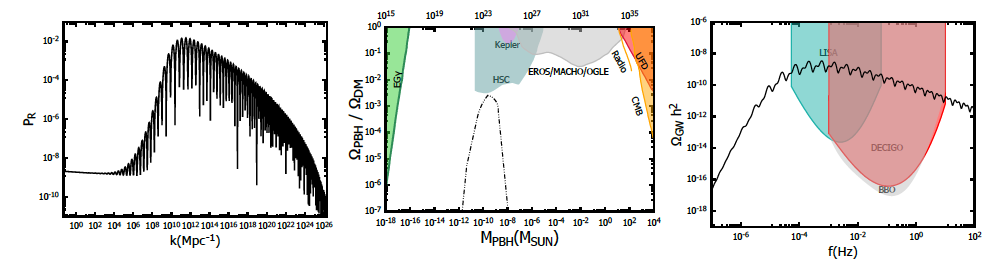 10^-2
10^-4
10^-6
10^-8
10^-10
P_R
10^0 10^2 10^4 10^6 10^8 10^10 10^12 10^14 10^16 10^18 10^20 10^22 10^24 10^26
k(Mpc^-1)
10^15 10^19 10^23 10^27 10^31 10^35
10^0
10^-1
10^-2
10^-3
10^-4
10^-5
10^-6
10^-7
Ω_PBH / Ω_DM
EGY
Kepler
HSC
EROS/MACHO/OGLE
Radio
UFD
CMB
10^-18 10^-16 10^-14 10^-12 10^-10 10^-8 10^-6 10^-4 10^-2 10^0 10^2 10^4
M_PBH(M_SUN)
10^-6
10^-8
10^-10
10^-12
10^-14
10^-16
10^-18
Ω_GW h^2
LISA
DECIGO
BBO
10^-6 10^-4 10^-2 10^0 10^2
f(Hz)